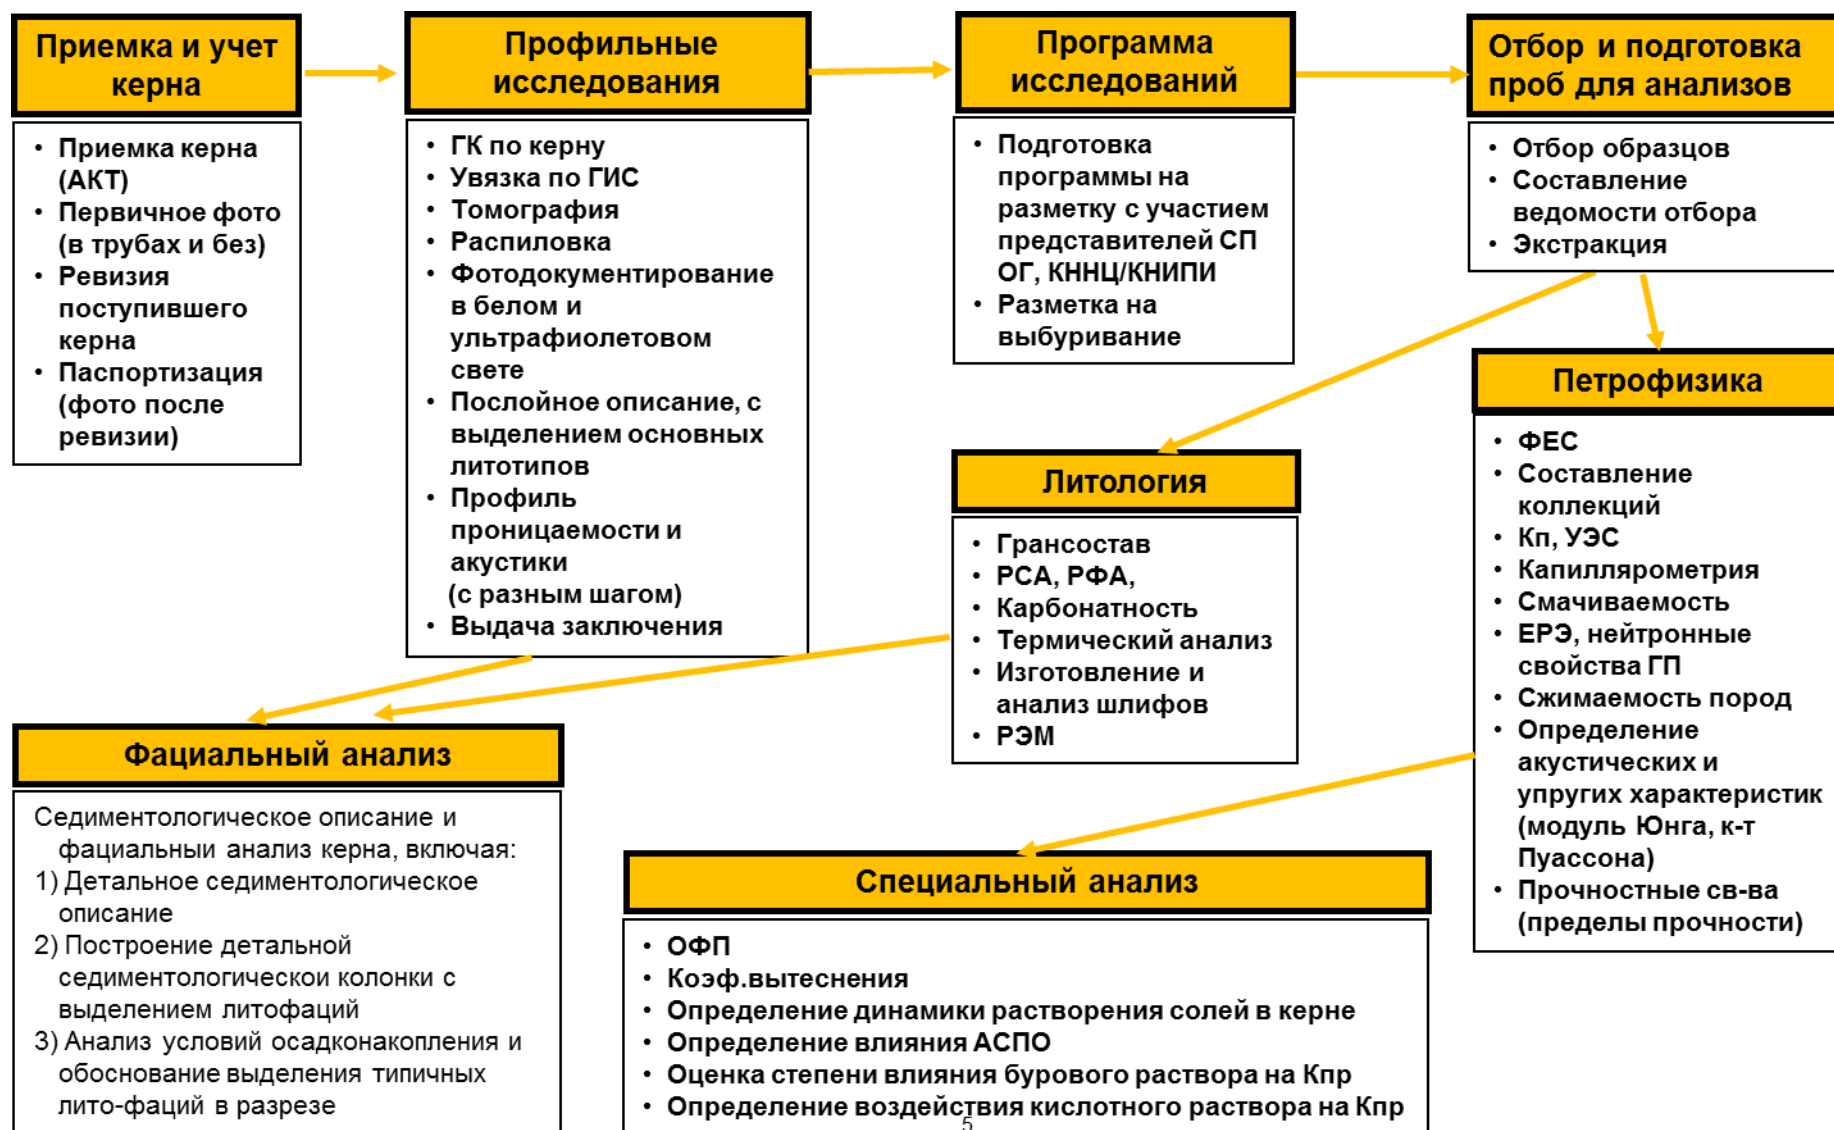 Приемка и учет
керна
• Приемка керна
(АКТ)
• Первичное фото
(в трубах и без)
• Ревизия
поступившего
керна
• Паспортизация
(фото после
ревизии)
Профильные
исследования
• ГК по керну
• Увязка по ГИС
• Томография
• Распиловка
• Фотодокументирование
в белом и
ультрафиолетовом
свете
• Послойное описание, с
выделением основных
литотипов
• Профиль
проницаемости и
акустики
(с разным шагом)
• Выдача заключения
Программа
исследований
• Подготовка
программы на
разметку с участием
представителей СП
ОГ, КННЦ/КНИПИ
• Разметка на
выбуривание
Отбор и подготовка
проб для анализов
• Отбор образцов
• Составление
ведомости отбора
• Экстракция
Петрофизика
• ФЕС
• Составление
коллекций
• Кп, УЭС
• Капиллярометрия
• Смачиваемость
• ЕРЭ, нейтронные
свойства ГП
• Сжимаемость пород
• Определение
акустических и
упругих характеристик
(модуль Юнга, к-т
Пуассона)
• Прочностные св-ва
(пределы прочности)
Литология
• Грансостав
• РСА, РФА,
• Карбонатность
• Термический анализ
• Изготовление и
анализ шлифов
• РЭМ
Фациальный анализ
Седиментологическое описание и
фациальныи анализ керна, включая:
1) Детальное седиментологическое
описание
2) Построение детальной
седиментологическои колонки с
выделением литофаций
3) Анализ условий осадконакопления и
обоснование выделения типичных
лито-фаций в разрезе
Специальный анализ
• ОФП
• Коэф.вытеснения
• Определение динамики растворения солей в керне
• Определение влияния АСПО
• Оценка степени влияния бурового раствора на Кпр
• Определение воздействия кислотного раствора на Кпр
5